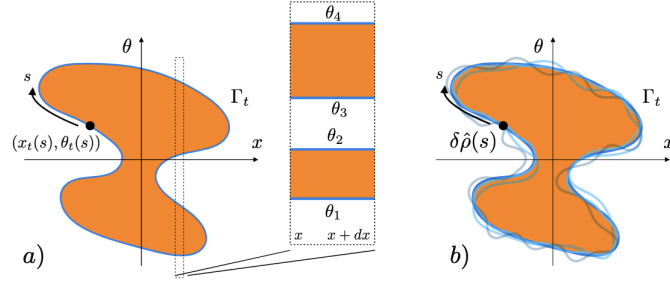 θ
s
Γₜ
(xₜ(s), θₜ(s))
x
a)
θ₄
θ₃
θ₂
θ₁
x x + dx
θ
s
Γₜ
δρ̂(s)
x
b)